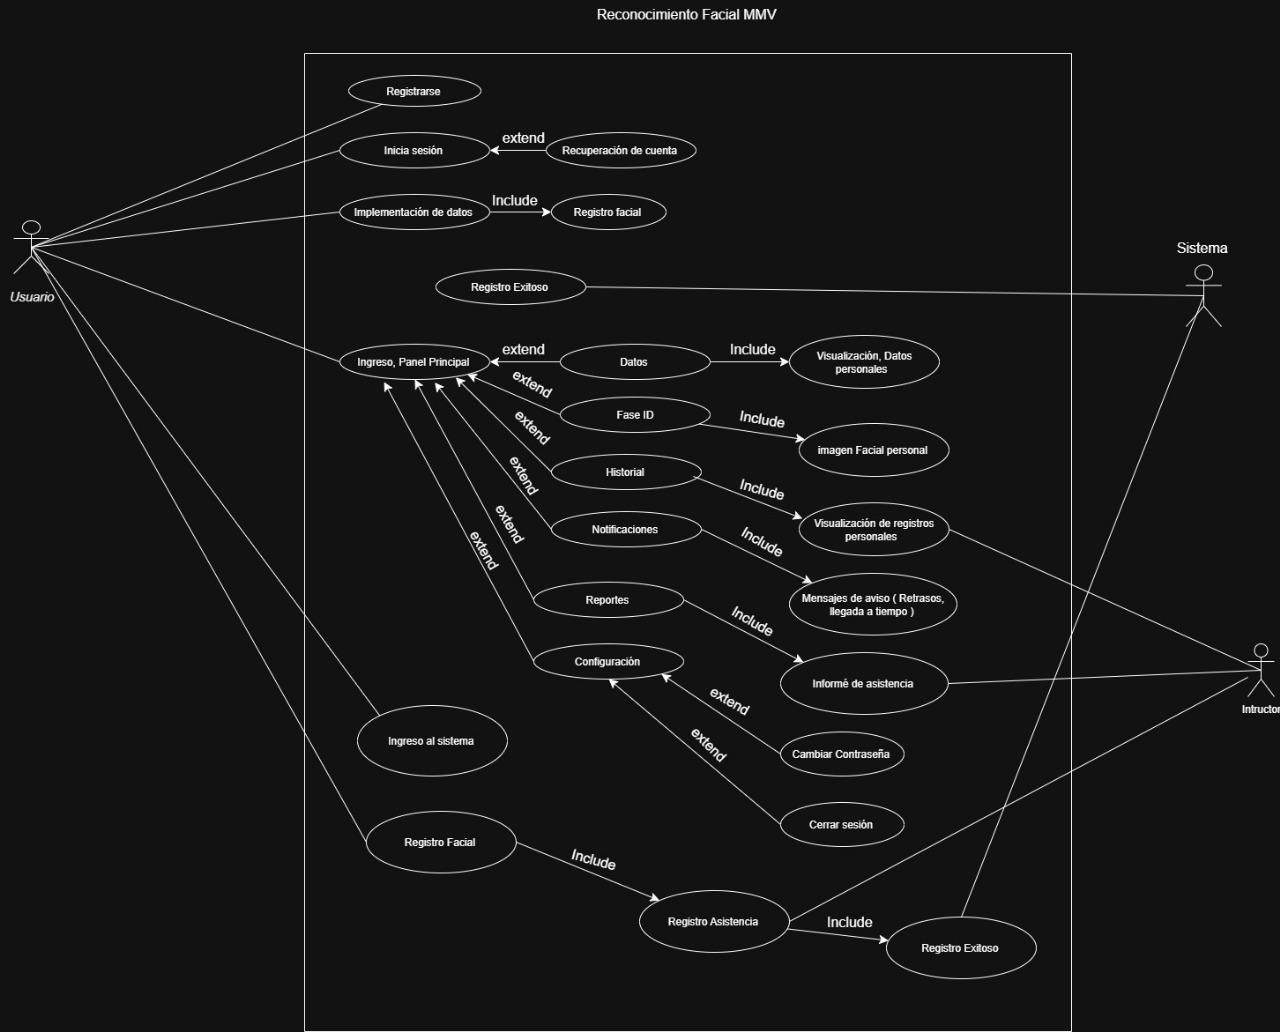 Reconocimiento Facial MMV
Registrarse
Inicia sesión
extend
Recuperación de cuenta
Implementación de datos
Include
Registro facial
Usuario
Sistema
Registro Exitoso
Ingreso, Panel Principal
extend
Datos
Include
Visualización, Datos
personales
extend
Fase ID
Include
imagen Facial personal
extend
Historial
Include
Visualización de registros
personales
extend
Notificaciones
Include
Mensajes de aviso ( Retrasos,
llegada a tiempo )
extend
Reportes
Include
Informé de asistencia
extend
Configuración
Intructor
extend
Cambiar Contraseña
extend
Cerrar sesión
Ingreso al sistema
Registro Facial
Include
Registro Asistencia
Include
Registro Exitoso